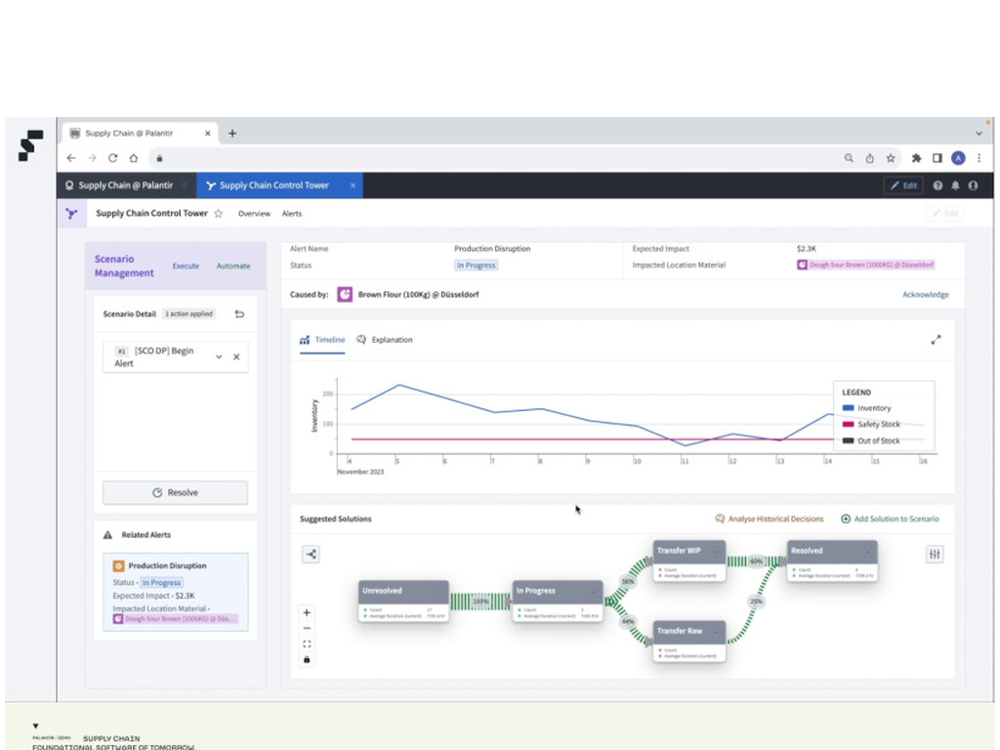 Supply Chain @ Palantir
Supply Chain @ Palantir
Supply Chain Control Tower
Edit
A
Supply Chain Control Tower
Overview
Alerts
Edit
Scenario Management
Execute
Automate
Alert Name
Production Disruption
Expected Impact
$2.3K
Status
In Progress
Impacted Location Material
Dough Sour Brown (1000KG) @ Düsseldorf
Caused by:
Brown Flour (100Kg) @ Düsseldorf
Acknowledge
Scenario Detail
1 action applied
#1
[SCO DP] Begin
Alert
Resolve
Timeline
Explanation
LEGEND
Inventory
Safety Stock
Out of Stock
Inventory
200
100
0
4
5
6
7
8
9
10
11
12
13
14
15
16
November 2023
Related Alerts
Production Disruption
Status • In Progress
Expected Impact • $2.3K
Impacted Location Material •
Dough Sour Brown (1000KG) @ Düs...
Suggested Solutions
Analyse Historical Decisions
Add Solution to Scenario
Unresolved
Count
17
Average Duration (current)
100%
In Progress
Count
Average Duration (current)
56%
44%
Transfer WIP
Count
Average Duration (current)
60%
Transfer Raw
Count
Average Duration (current)
25%
Resolved
Count
Average Duration (current)
PALANTIR / DEMO
SUPPLY CHAIN
FOUNDATIONAL SOFTWARE OF TOMORROW.